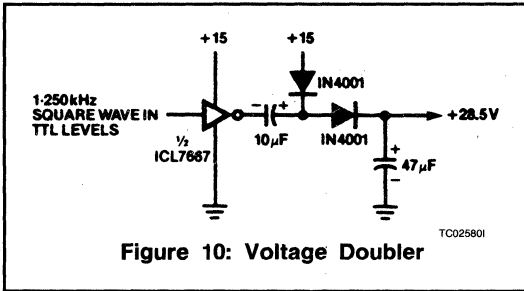 +15 +15
IN4001
1-250kHz
SQUARE WAVE IN
TTL LEVELS
- +
+28.5V
½
ICL7667
10µF
IN4001
+
47µF
-
TC02580I
Figure 10: Voltage Doubler